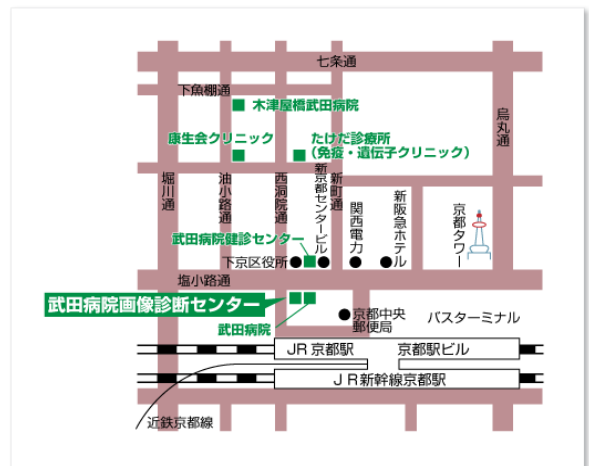 七条通
下魚棚通
木津屋橋武田病院
烏丸通
康生会クリニック
たけだ診療所
(免疫・遺伝子クリニック)
堀川通
油小路通
西洞院通
新京都センタービル
新町通
関西電力
新阪急ホテル
京都タワー
武田病院健診センター
下京区役所
塩小路通
武田病院画像診断センター
武田病院
京都中央
郵便局
バスターミナル
JR京都駅
京都駅ビル
JR新幹線京都駅
近鉄京都線